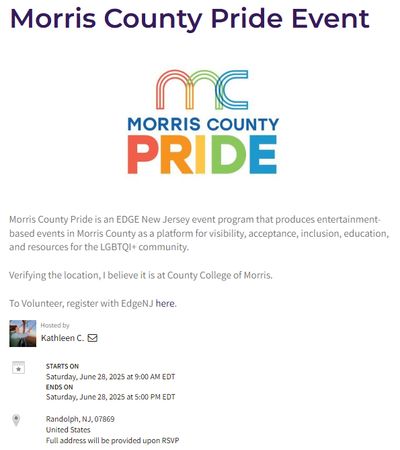 Morris County Pride Event
mc
MORRIS COUNTY
PRIDE
Morris County Pride is an EDGE New Jersey event program that produces entertainment-
based events in Morris County as a platform for visibility, acceptance, inclusion, education,
and resources for the LGBTQI+ community.
Verifying the location, I believe it is at County College of Morris.
To Volunteer, register with EdgeNJ here.
Hosted by
Kathleen C.
STARTS ON
Saturday, June 28, 2025 at 9:00 AM EDT
ENDS ON
Saturday, June 28, 2025 at 5:00 PM EDT
Randolph, NJ, 07869
United States
Full address will be provided upon RSVP